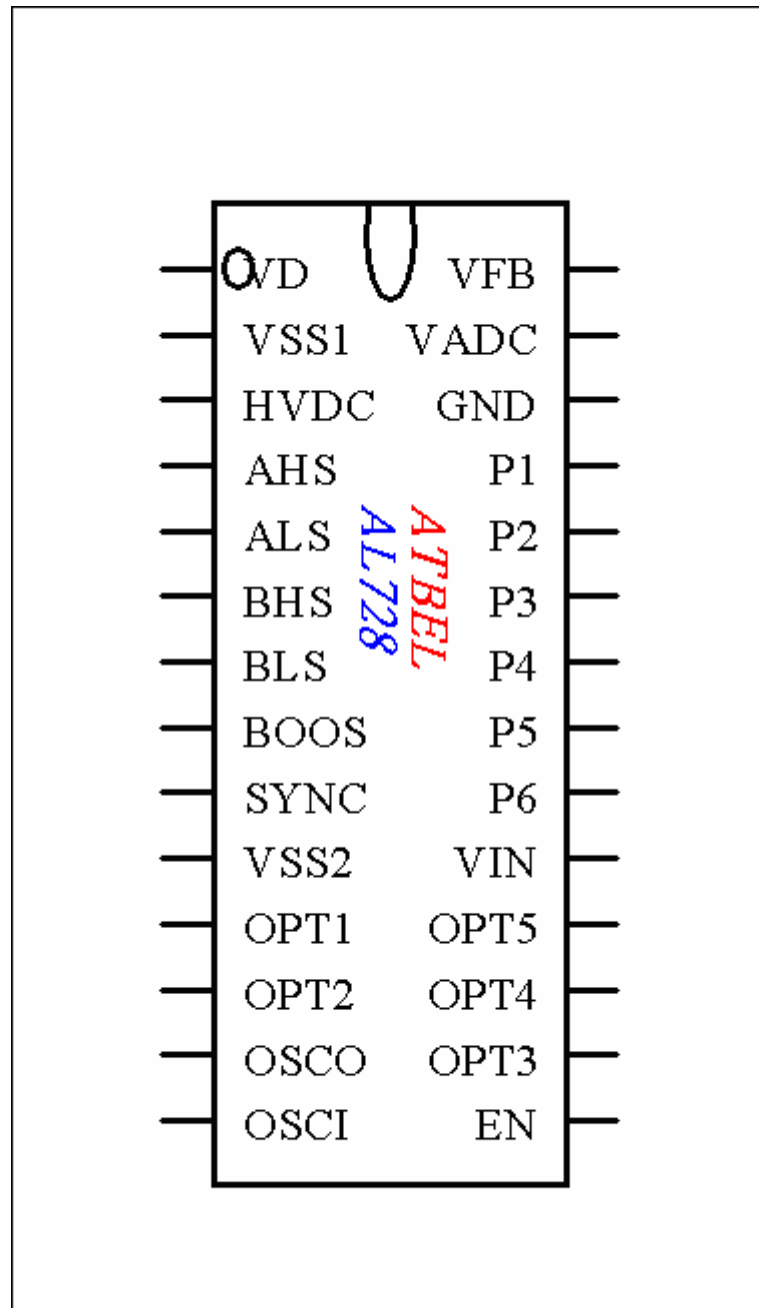 VD VFB
VSS1 VADC
HVDC GND
AHS P1
ALS P2
BHS P3
BLS P4
BOOS P5
SYNC P6
VSS2 VIN
OPT1 OPT5
OPT2 OPT4
OSCO OPT3
OSCI EN
ATBEL
AL728